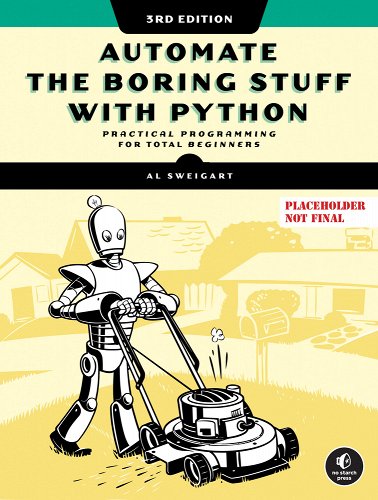 3RD EDITION
AUTOMATE
THE BORING STUFF
WITH PYTHON
PRACTICAL PROGRAMMING
FOR TOTAL BEGINNERS
AL SWEIGART
PLACEHOLDER
NOT FINAL
no starch
press